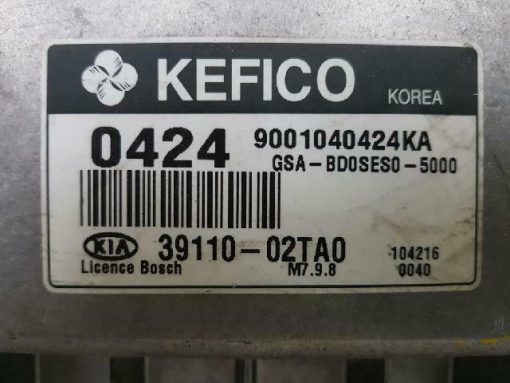 KEFICO KOREA
0424 9001040424KA
GSA-BD0SES0-5000
KIA 39110-02TA0 104216
Licence Bosch M7.9.8 0040